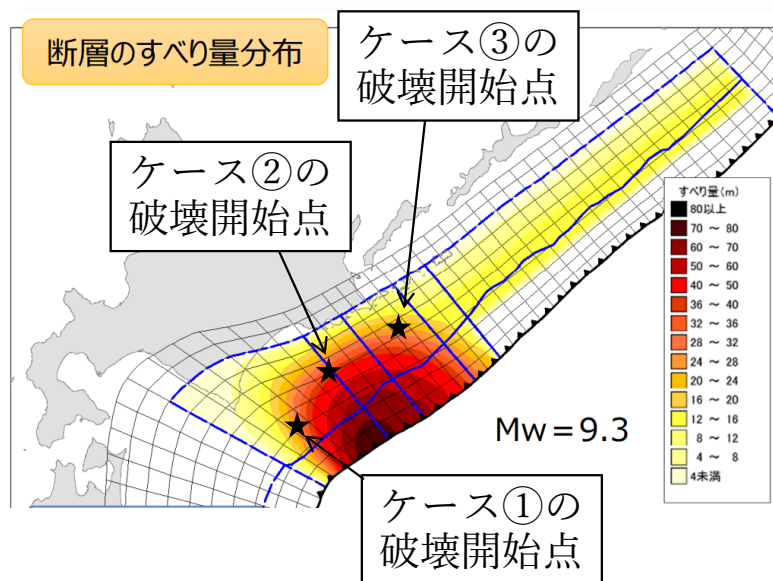 断層のすべり量分布
ケース③の
破壊開始点
ケース②の
破壊開始点
すべり量(m)
80以上
70 ～ 80
60 ～ 70
50 ～ 60
40 ～ 50
36 ～ 40
32 ～ 36
28 ～ 32
24 ～ 28
20 ～ 24
16 ～ 20
12 ～ 16
8 ～ 12
4 ～ 8
4未満
Mw＝9.3
ケース①の
破壊開始点